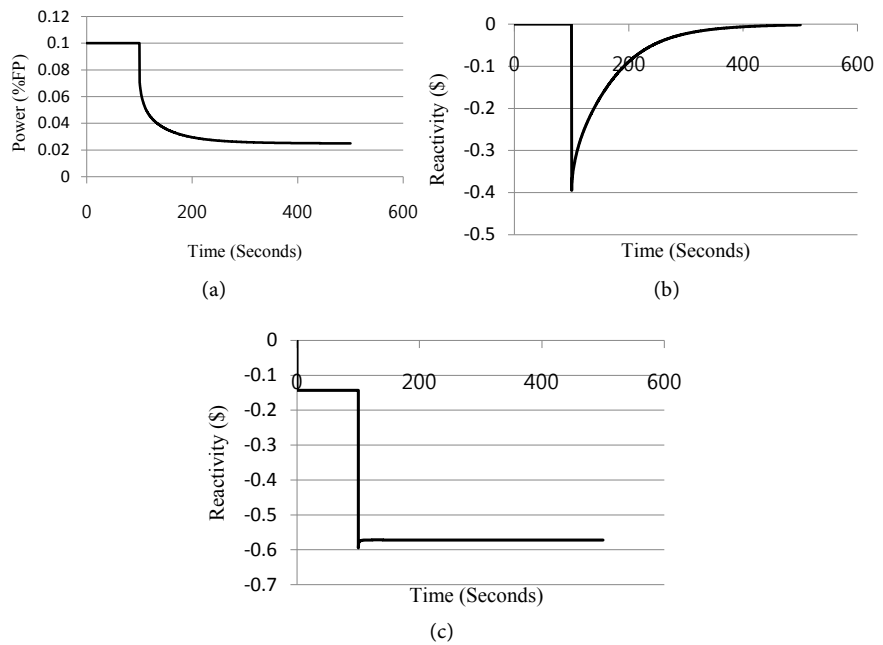 0.12
0.1
0.08
0.06
0.04
0.02
0
Power (%FP)
0 200 400 600
Time (Seconds)
(a)
0
-0.1
-0.2
-0.3
-0.4
-0.5
Reactivity ($)
0 200 400 600
Time (Seconds)
(b)
0
-0.1
-0.2
-0.3
-0.4
-0.5
-0.6
-0.7
Reactivity ($)
0 200 400 600
Time (Seconds)
(c)